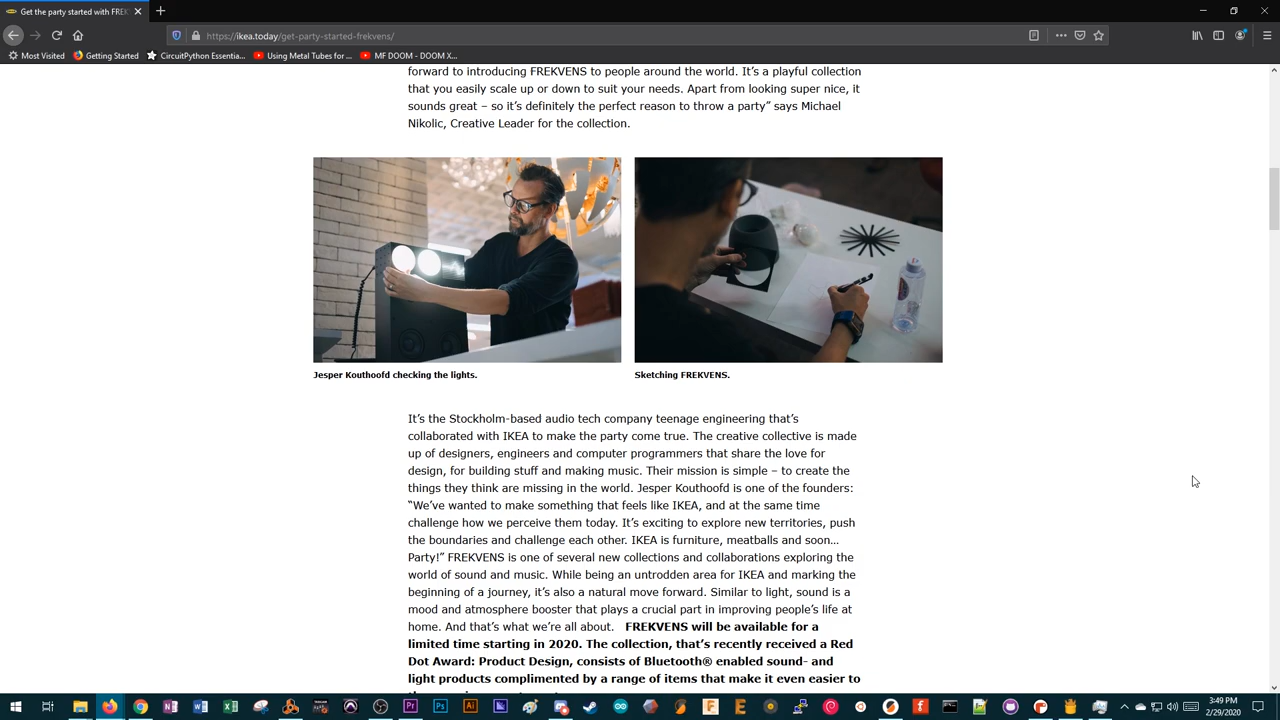 Get the party started with FREK
https://ikea.today/get-party-started-frekvens/
Most Visited Getting Started CircuitPython Essentia... Using Metal Tubes for ... MF DOOM - DOOM X...
forward to introducing FREKVENS to people around the world. It’s a playful collection
that you easily scale up or down to suit your needs. Apart from looking super nice, it
sounds great – so it’s definitely the perfect reason to throw a party” says Michael
Nikolic, Creative Leader for the collection.
Jesper Kouthoofd checking the lights.
Sketching FREKVENS.
It’s the Stockholm-based audio tech company teenage engineering that’s
collaborated with IKEA to make the party come true. The creative collective is made
up of designers, engineers and computer programmers that share the love for
design, for building stuff and making music. Their mission is simple – to create the
things they think are missing in the world. Jesper Kouthoofd is one of the founders:
“We’ve wanted to make something that feels like IKEA, and at the same time
challenge how we perceive them today. It’s exciting to explore new territories, push
the boundaries and challenge each other. IKEA is furniture, meatballs and soon…
Party!” FREKVENS is one of several new collections and collaborations exploring the
world of sound and music. While being an untrodden area for IKEA and marking the
beginning of a journey, it’s also a natural move forward. Similar to light, sound is a
mood and atmosphere booster that plays a crucial part in improving people’s life at
home. And that’s what we’re all about. FREKVENS will be available for a
limited time starting in 2020. The collection, that’s recently received a Red
Dot Award: Product Design, consists of Bluetooth® enabled sound- and
light products complimented by a range of items that make it even easier to
3:49 PM
2/29/2020